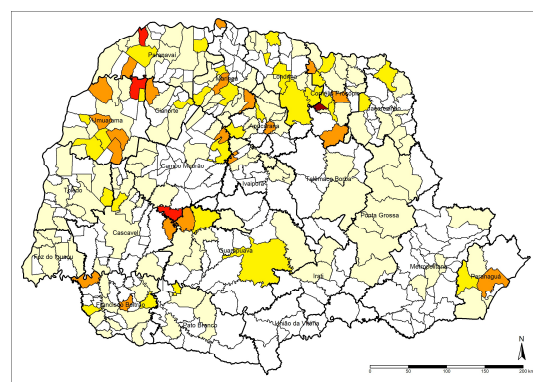 Paranavaí
Maringá
Londrina
Cornélio Procópio
Jacarezinho
Cianorte
Umuarama
Apucarana
Campo Mourão
Ivaiporã
Telêmaco Borba
Toledo
Cascavel
Ponta Grossa
Foz do Iguaçu
Guarapuava
Irati
Metropolitana
Paranaguá
Francisco Beltrão
Pato Branco
União da Vitória
N
0 50 100 150 200 km